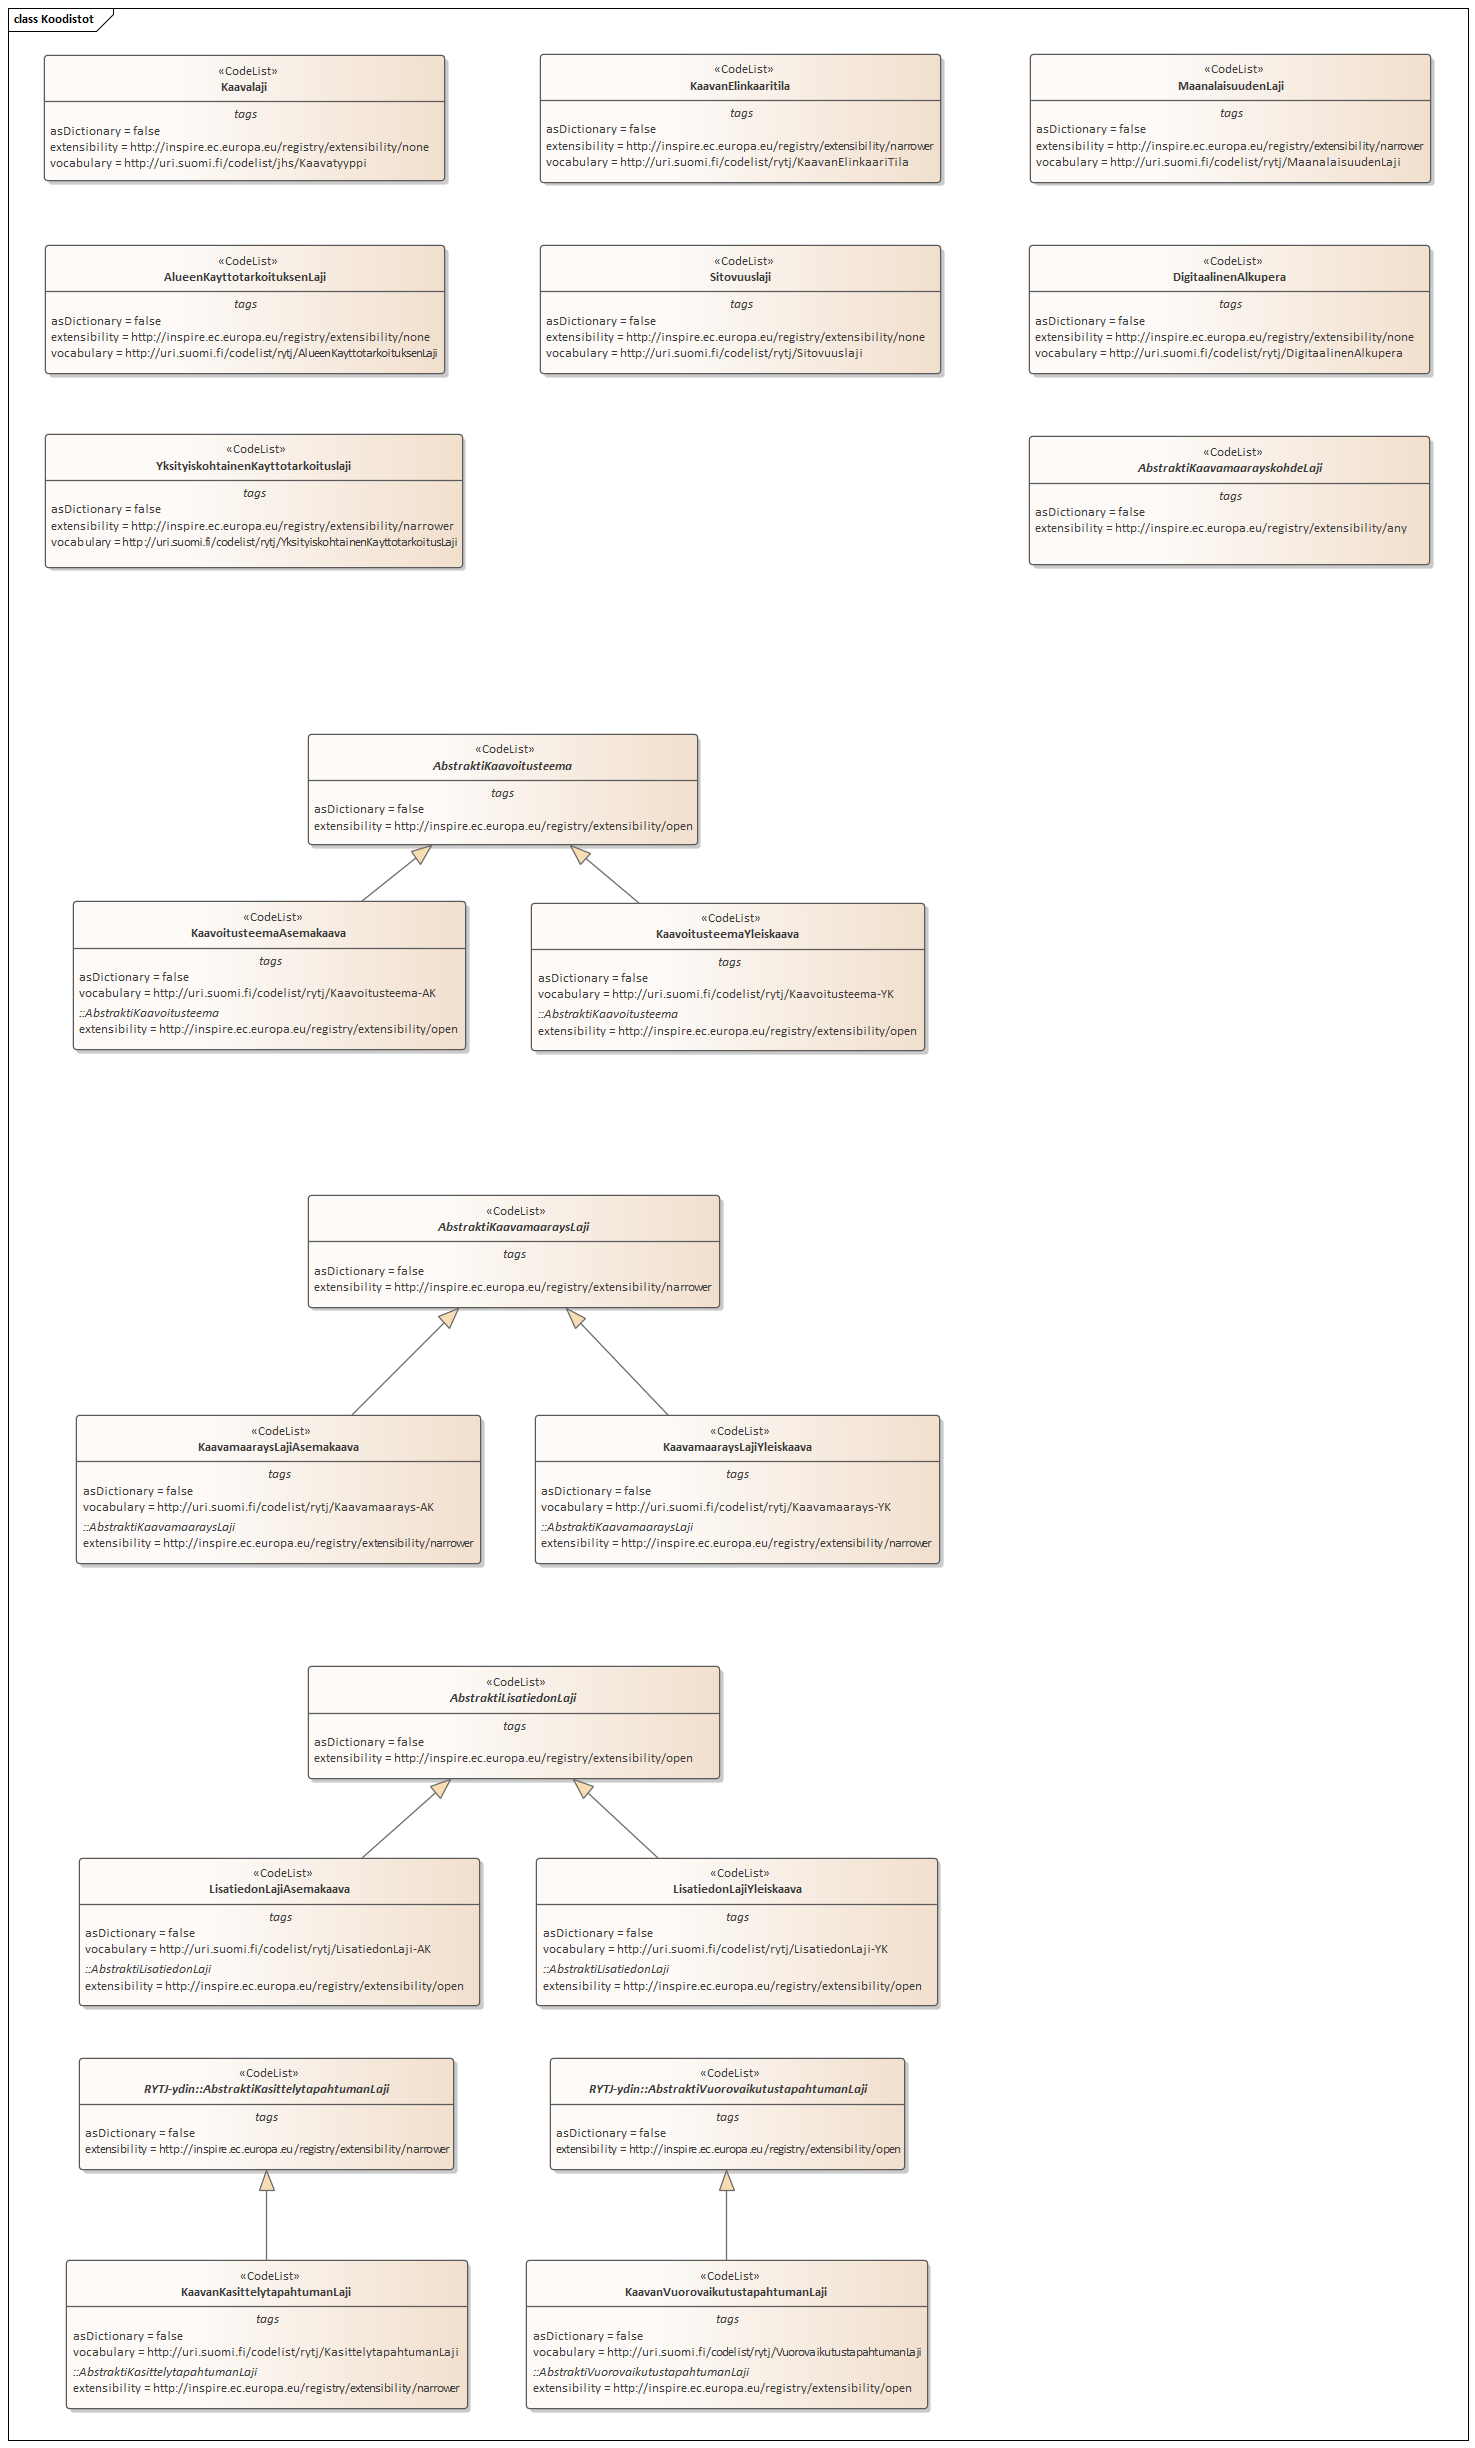 class Koodistot
«CodeList»
Kaavalaji
tags
asDictionary = false
extensibility = http://inspire.ec.europa.eu/registry/extensibility/none
vocabulary = http://uri.suomi.fi/codelist/jhs/Kaavatyyppi
«CodeList»
KaavanElinkaaritila
tags
asDictionary = false
extensibility = http://inspire.ec.europa.eu/registry/extensibility/narrower
vocabulary = http://uri.suomi.fi/codelist/rytj/KaavanElinkaariTila
«CodeList»
MaanalaisuudenLaji
tags
asDictionary = false
extensibility = http://inspire.ec.europa.eu/registry/extensibility/narrower
vocabulary = http://uri.suomi.fi/codelist/rytj/MaanalaisuudenLaji
«CodeList»
AlueenKayttotarkoituksenLaji
tags
asDictionary = false
extensibility = http://inspire.ec.europa.eu/registry/extensibility/none
vocabulary = http://uri.suomi.fi/codelist/rytj/AlueenKayttotarkoituksenLaji
«CodeList»
Sitovuuslaji
tags
asDictionary = false
extensibility = http://inspire.ec.europa.eu/registry/extensibility/none
vocabulary = http://uri.suomi.fi/codelist/rytj/Sitovuuslaji
«CodeList»
DigitaalinenAlkupera
tags
asDictionary = false
extensibility = http://inspire.ec.europa.eu/registry/extensibility/none
vocabulary = http://uri.suomi.fi/codelist/rytj/DigitaalinenAlkupera
«CodeList»
YksityiskohtainenKayttotarkoituslaji
tags
asDictionary = false
extensibility = http://inspire.ec.europa.eu/registry/extensibility/narrower
vocabulary = http://uri.suomi.fi/codelist/rytj/YksityiskohtainenKayttotarkoitusLaji
«CodeList»
AbstraktiKaavamaarayskohdeLaji
tags
asDictionary = false
extensibility = http://inspire.ec.europa.eu/registry/extensibility/any
«CodeList»
AbstraktiKaavoitusteema
tags
asDictionary = false
extensibility = http://inspire.ec.europa.eu/registry/extensibility/open
«CodeList»
KaavoitusteemaAsemakaava
tags
asDictionary = false
vocabulary = http://uri.suomi.fi/codelist/rytj/Kaavoitusteema-AK
::AbstraktiKaavoitusteema
extensibility = http://inspire.ec.europa.eu/registry/extensibility/open
«CodeList»
KaavoitusteemaYleiskaava
tags
asDictionary = false
vocabulary = http://uri.suomi.fi/codelist/rytj/Kaavoitusteema-YK
::AbstraktiKaavoitusteema
extensibility = http://inspire.ec.europa.eu/registry/extensibility/open
«CodeList»
AbstraktiKaavamaaraysLaji
tags
asDictionary = false
extensibility = http://inspire.ec.europa.eu/registry/extensibility/narrower
«CodeList»
KaavamaaraysLajiAsemakaava
tags
asDictionary = false
vocabulary = http://uri.suomi.fi/codelist/rytj/Kaavamaarays-AK
::AbstraktiKaavamaaraysLaji
extensibility = http://inspire.ec.europa.eu/registry/extensibility/narrower
«CodeList»
KaavamaaraysLajiYleiskaava
tags
asDictionary = false
vocabulary = http://uri.suomi.fi/codelist/rytj/Kaavamaarays-YK
::AbstraktiKaavamaaraysLaji
extensibility = http://inspire.ec.europa.eu/registry/extensibility/narrower
«CodeList»
AbstraktiLisatiedonLaji
tags
asDictionary = false
extensibility = http://inspire.ec.europa.eu/registry/extensibility/open
«CodeList»
LisatiedonLajiAsemakaava
tags
asDictionary = false
vocabulary = http://uri.suomi.fi/codelist/rytj/LisatiedonLaji-AK
::AbstraktiLisatiedonLaji
extensibility = http://inspire.ec.europa.eu/registry/extensibility/open
«CodeList»
LisatiedonLajiYleiskaava
tags
asDictionary = false
vocabulary = http://uri.suomi.fi/codelist/rytj/LisatiedonLaji-YK
::AbstraktiLisatiedonLaji
extensibility = http://inspire.ec.europa.eu/registry/extensibility/open
«CodeList»
RYTJ-ydin::AbstraktiKasittelytapahtumanLaji
tags
asDictionary = false
extensibility = http://inspire.ec.europa.eu/registry/extensibility/narrower
«CodeList»
RYTJ-ydin::AbstraktiVuorovaikutustapahtumanLaji
tags
asDictionary = false
extensibility = http://inspire.ec.europa.eu/registry/extensibility/open
«CodeList»
KaavanKasittelytapahtumanLaji
tags
asDictionary = false
vocabulary = http://uri.suomi.fi/codelist/rytj/KasittelytapahtumanLaji
::AbstraktiKasittelytapahtumanLaji
extensibility = http://inspire.ec.europa.eu/registry/extensibility/narrower
«CodeList»
KaavanVuorovaikutustapahtumanLaji
tags
asDictionary = false
vocabulary = http://uri.suomi.fi/codelist/rytj/VuorovaikutustapahtumanLaji
::AbstraktiVuorovaikutustapahtumanLaji
extensibility = http://inspire.ec.europa.eu/registry/extensibility/open